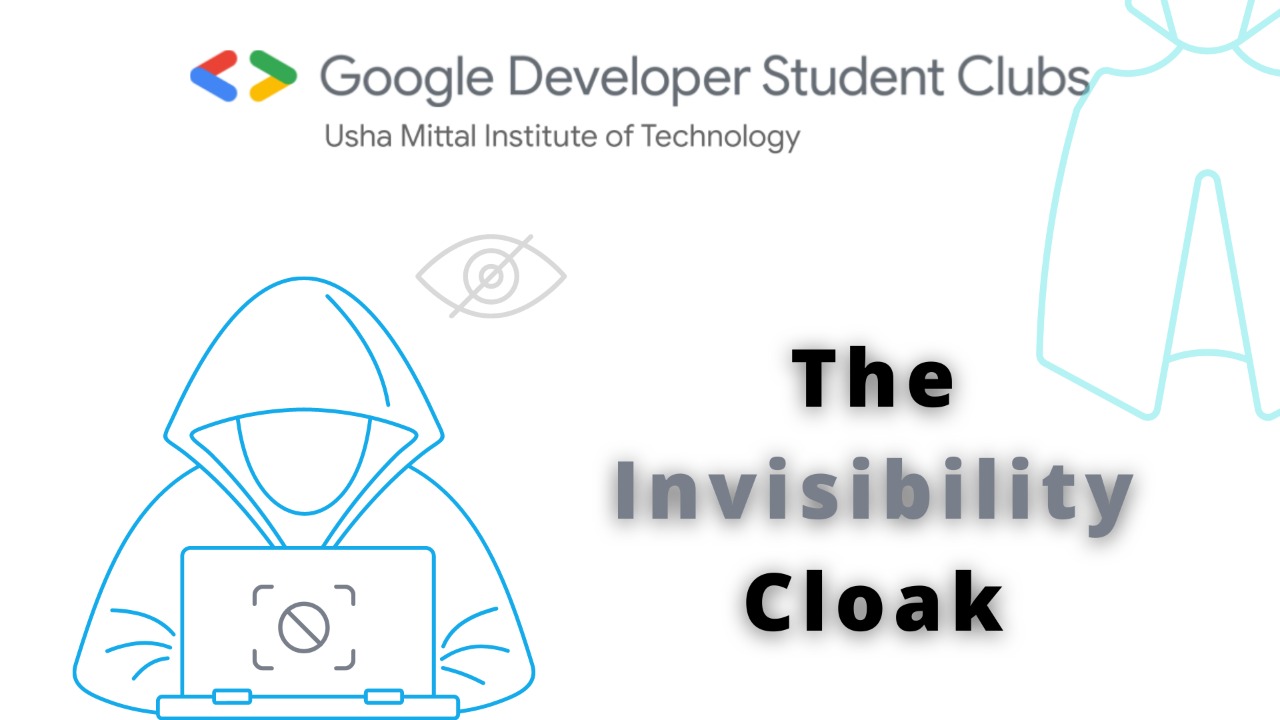 Google Developer Student Clubs
Usha Mittal Institute of Technology
The
Invisibility
Cloak